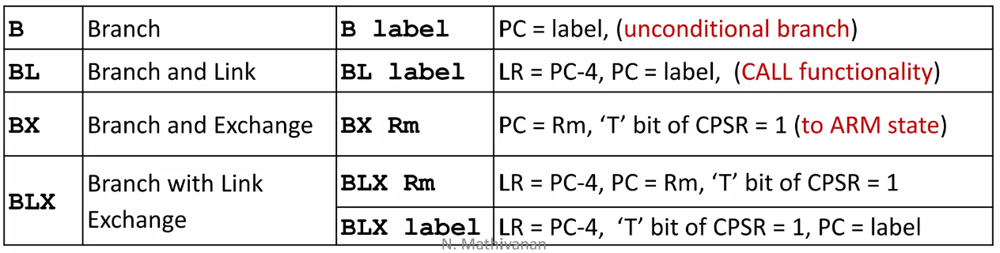 B Branch B label PC = label, (unconditional branch)
BL Branch and Link BL label LR = PC-4, PC = label, (CALL functionality)
BX Branch and Exchange BX Rm PC = Rm, ‘T’ bit of CPSR = 1 (to ARM state)
BLX Branch with Link
Exchange
BLX Rm LR = PC-4, PC = Rm, ‘T’ bit of CPSR = 1
BLX label LR = PC-4, ‘T’ bit of CPSR = 1, PC = label
N. Mathivanan